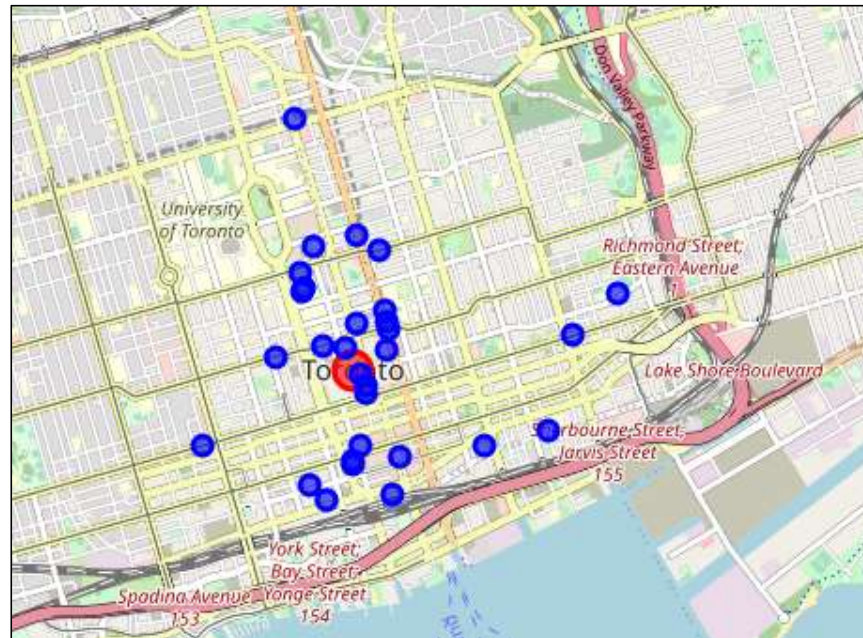 Don Valley Parkway
University
of Toronto
Richmond Street;
Eastern Avenue
1
Toronto
Lake Shore Boulevard
Sherbourne Street;
Jarvis Street
155
York Street;
Bay Street;
Yonge Street
154
Spadina Avenue
153